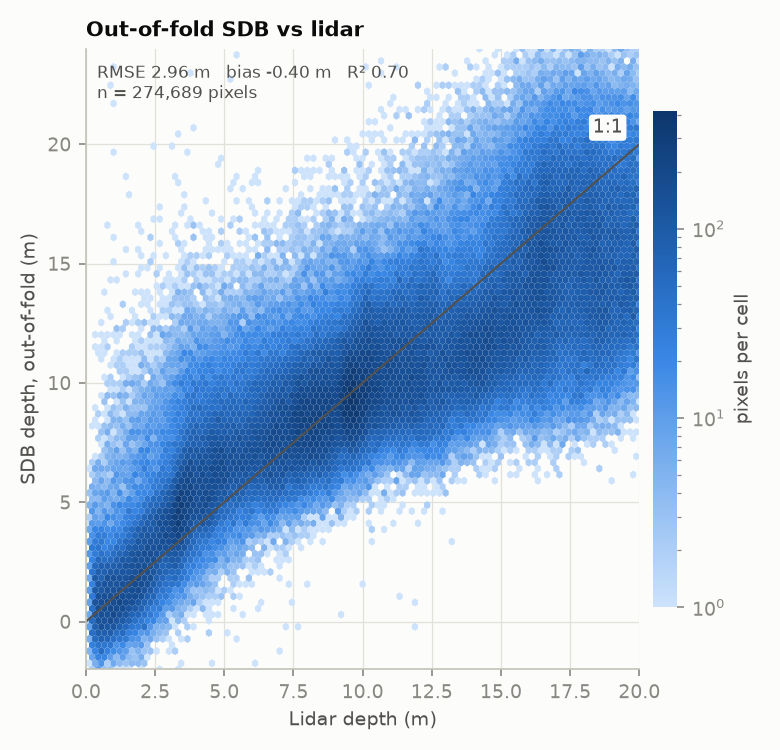 Out-of-fold SDB vs lidar
RMSE 2.96 m bias -0.40 m R² 0.70
n = 274,689 pixels
1:1
20
15
10
5
0
0.0 2.5 5.0 7.5 10.0 12.5 15.0 17.5 20.0
Lidar depth (m)
SDB depth, out-of-fold (m)
10²
10¹
10⁰
pixels per cell